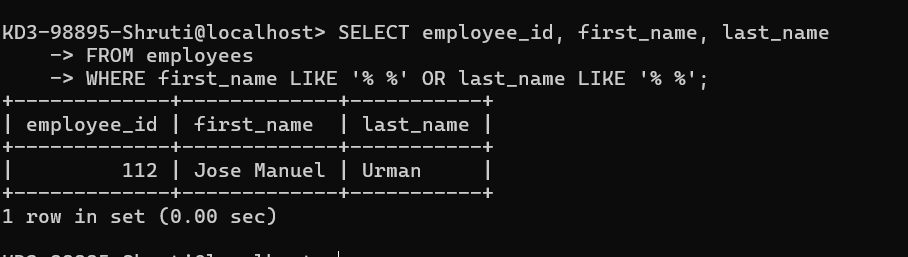 KD3-98895-Shruti@localhost> SELECT employee_id, first_name, last_name
    -> FROM employees
    -> WHERE first_name LIKE '% %' OR last_name LIKE '% %';
+-------------+-------------+-----------+
| employee_id | first_name  | last_name |
+-------------+-------------+-----------+
|         112 | Jose Manuel | Urman     |
+-------------+-------------+-----------+
1 row in set (0.00 sec)